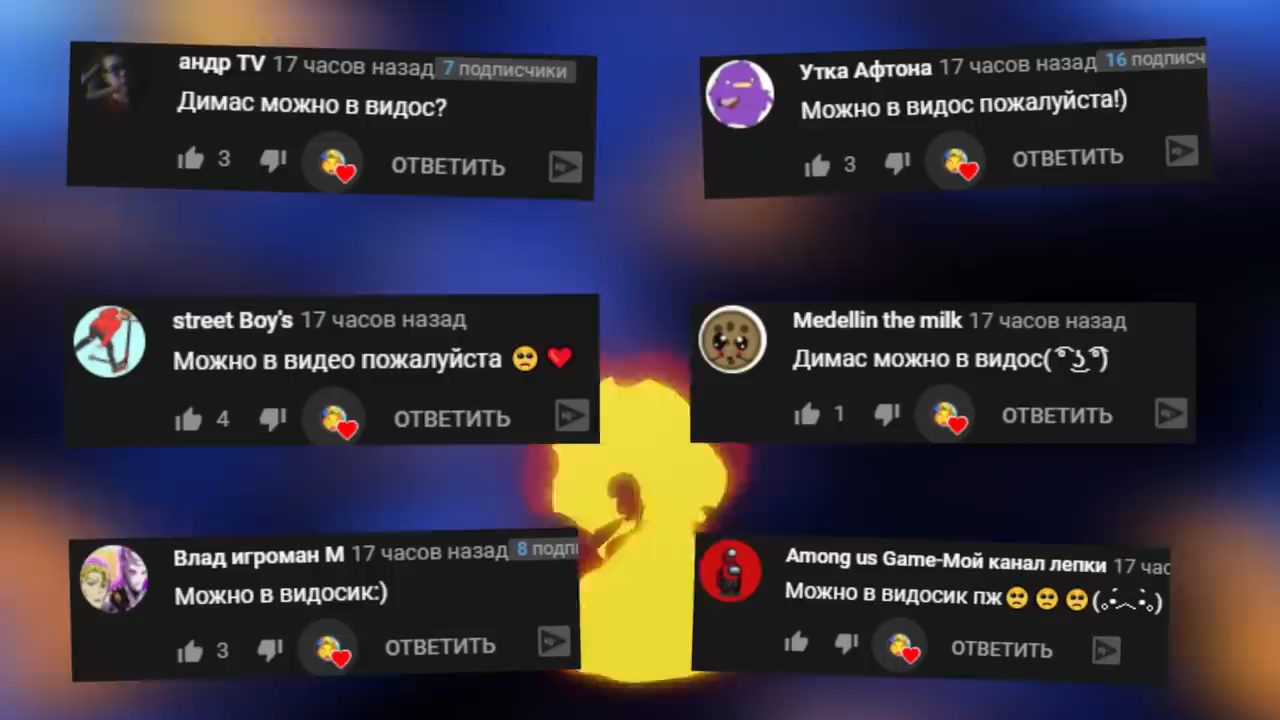 андр TV 17 часов назад 7 подписчики
Димас можно в видос?
3 ОТВЕТИТЬ
Утка Афтона 17 часов назад 16 подписч
Можно в видос пожалуйста!)
3 ОТВЕТИТЬ
street Boy's 17 часов назад
Можно в видео пожалуйста 🥺 ❤️
4 ОТВЕТИТЬ
Medellin the milk 17 часов назад
Димас можно в видос( ͡° ͜ʖ ͡°)
1 ОТВЕТИТЬ
Влад игроман М 17 часов назад 8 подпи
Можно в видосик:)
3 ОТВЕТИТЬ
Among us Game-Мой канал лепки 17 час
Можно в видосик пж🥺🥺🥺(｡•́︿•̀｡)
ОТВЕТИТЬ